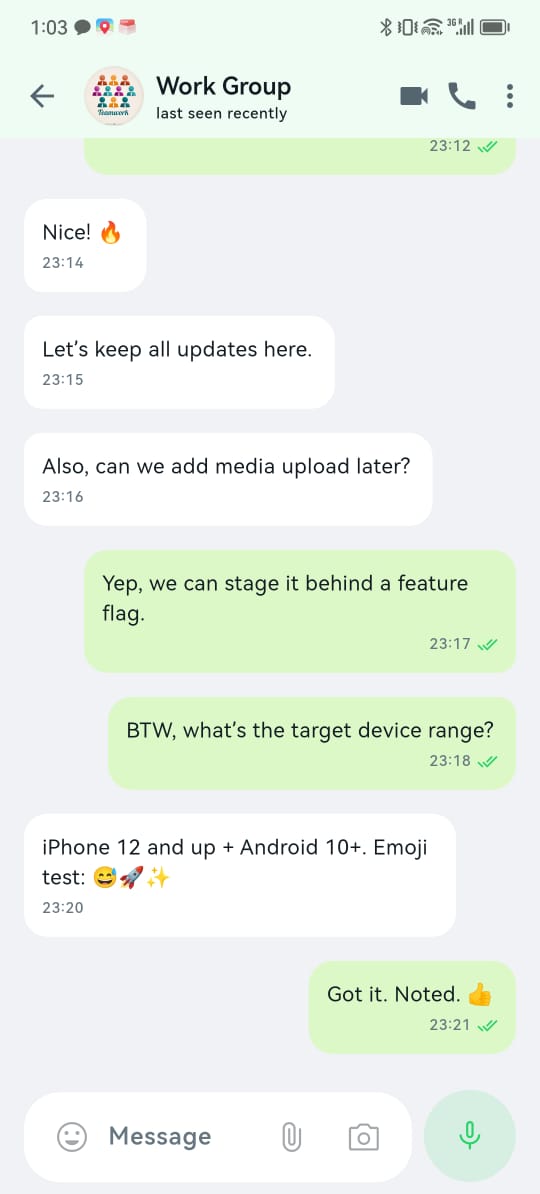 1:03
3G R
Work Group
Teamwork
last seen recently
23:12
Nice! 🔥
23:14
Let's keep all updates here.
23:15
Also, can we add media upload later?
23:16
Yep, we can stage it behind a feature
flag.
23:17
BTW, what's the target device range?
23:18
iPhone 12 and up + Android 10+. Emoji
test: 😅🚀✨
23:20
Got it. Noted. 👍
23:21
Message